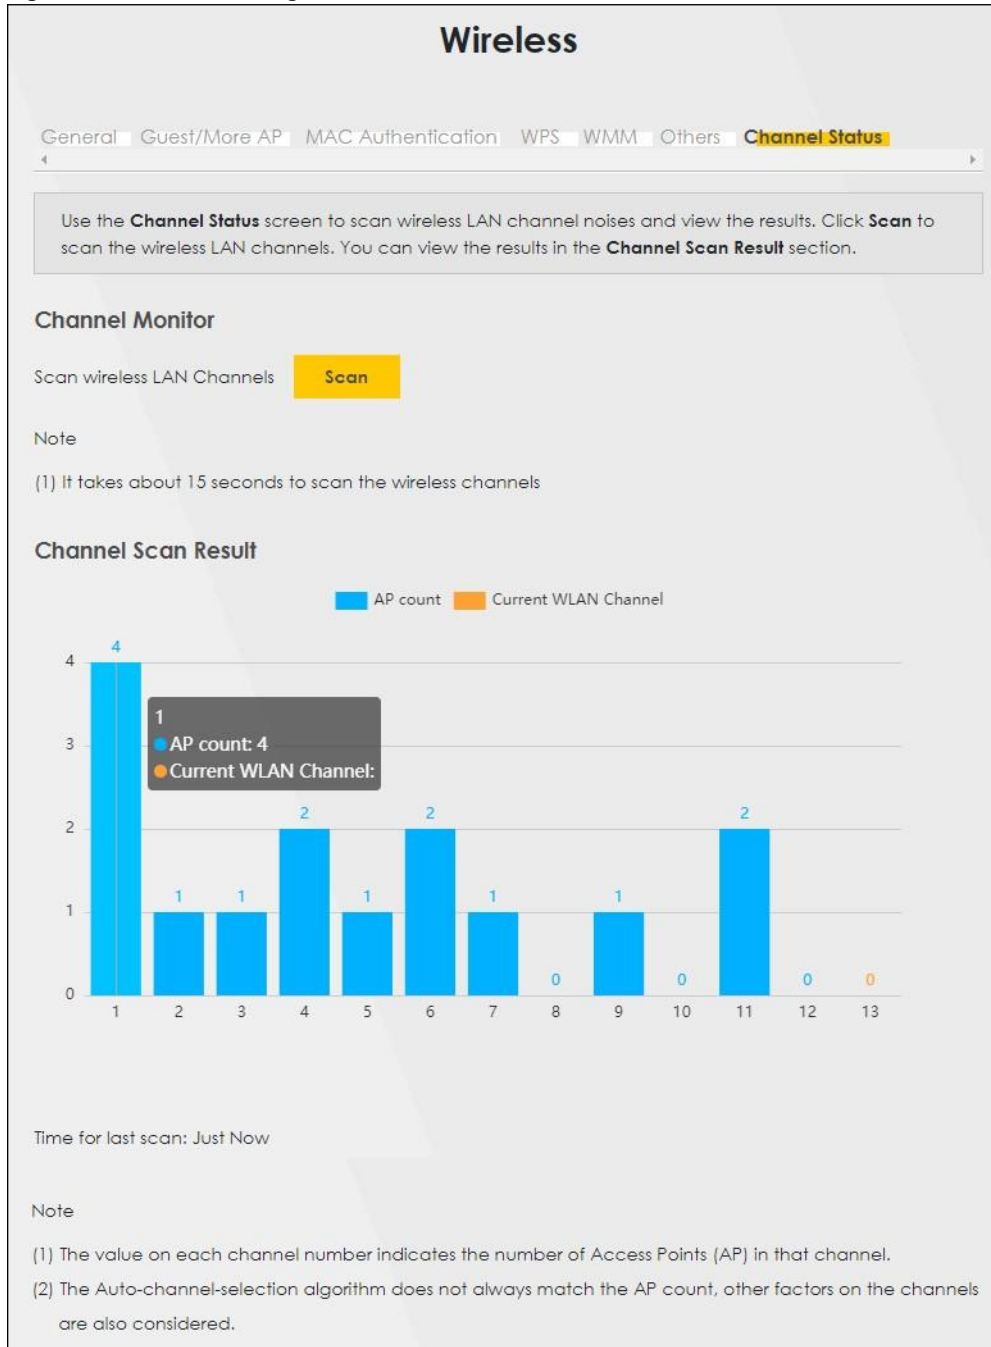 Wireless
General Guest/More AP MAC Authentication WPS WMM Others Channel Status
Use the Channel Status screen to scan wireless LAN channel noises and view the results. Click Scan to
scan the wireless LAN channels. You can view the results in the Channel Scan Result section.
Channel Monitor
Scan wireless LAN Channels Scan
Note
(1) It takes about 15 seconds to scan the wireless channels
Channel Scan Result
AP count Current WLAN Channel
4
4
1
3
AP count: 4
Current WLAN Channel:
2 2 2
2
1 1 1 1 1
1
0 0 0 0
0
1 2 3 4 5 6 7 8 9 10 11 12 13
Time for last scan: Just Now
Note
(1) The value on each channel number indicates the number of Access Points (AP) in that channel.
(2) The Auto-channel-selection algorithm does not always match the AP count, other factors on the channels
are also considered.